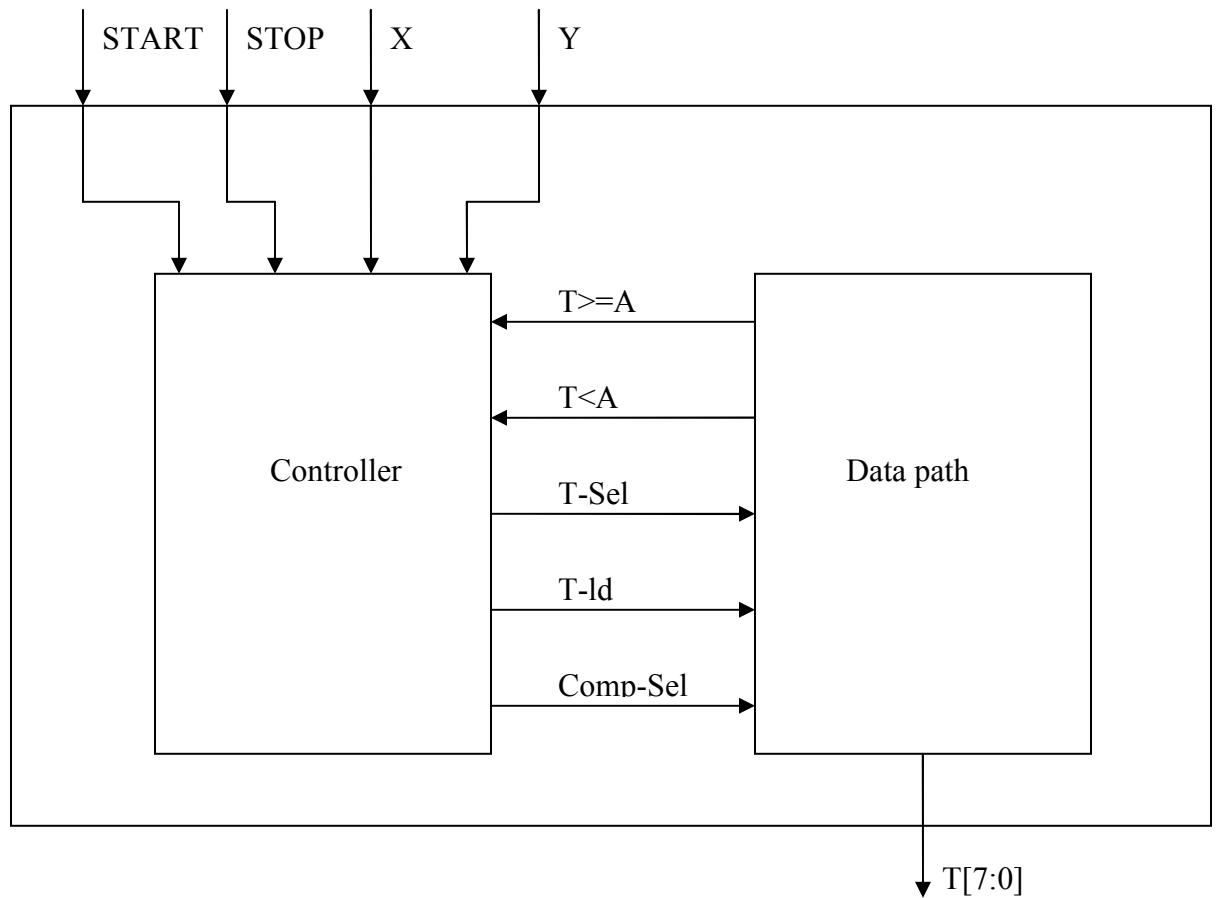 START STOP X Y
T>=A
T<A
Controller
Data path
T-Sel
T-ld
Comp-Sel
T[7:0]